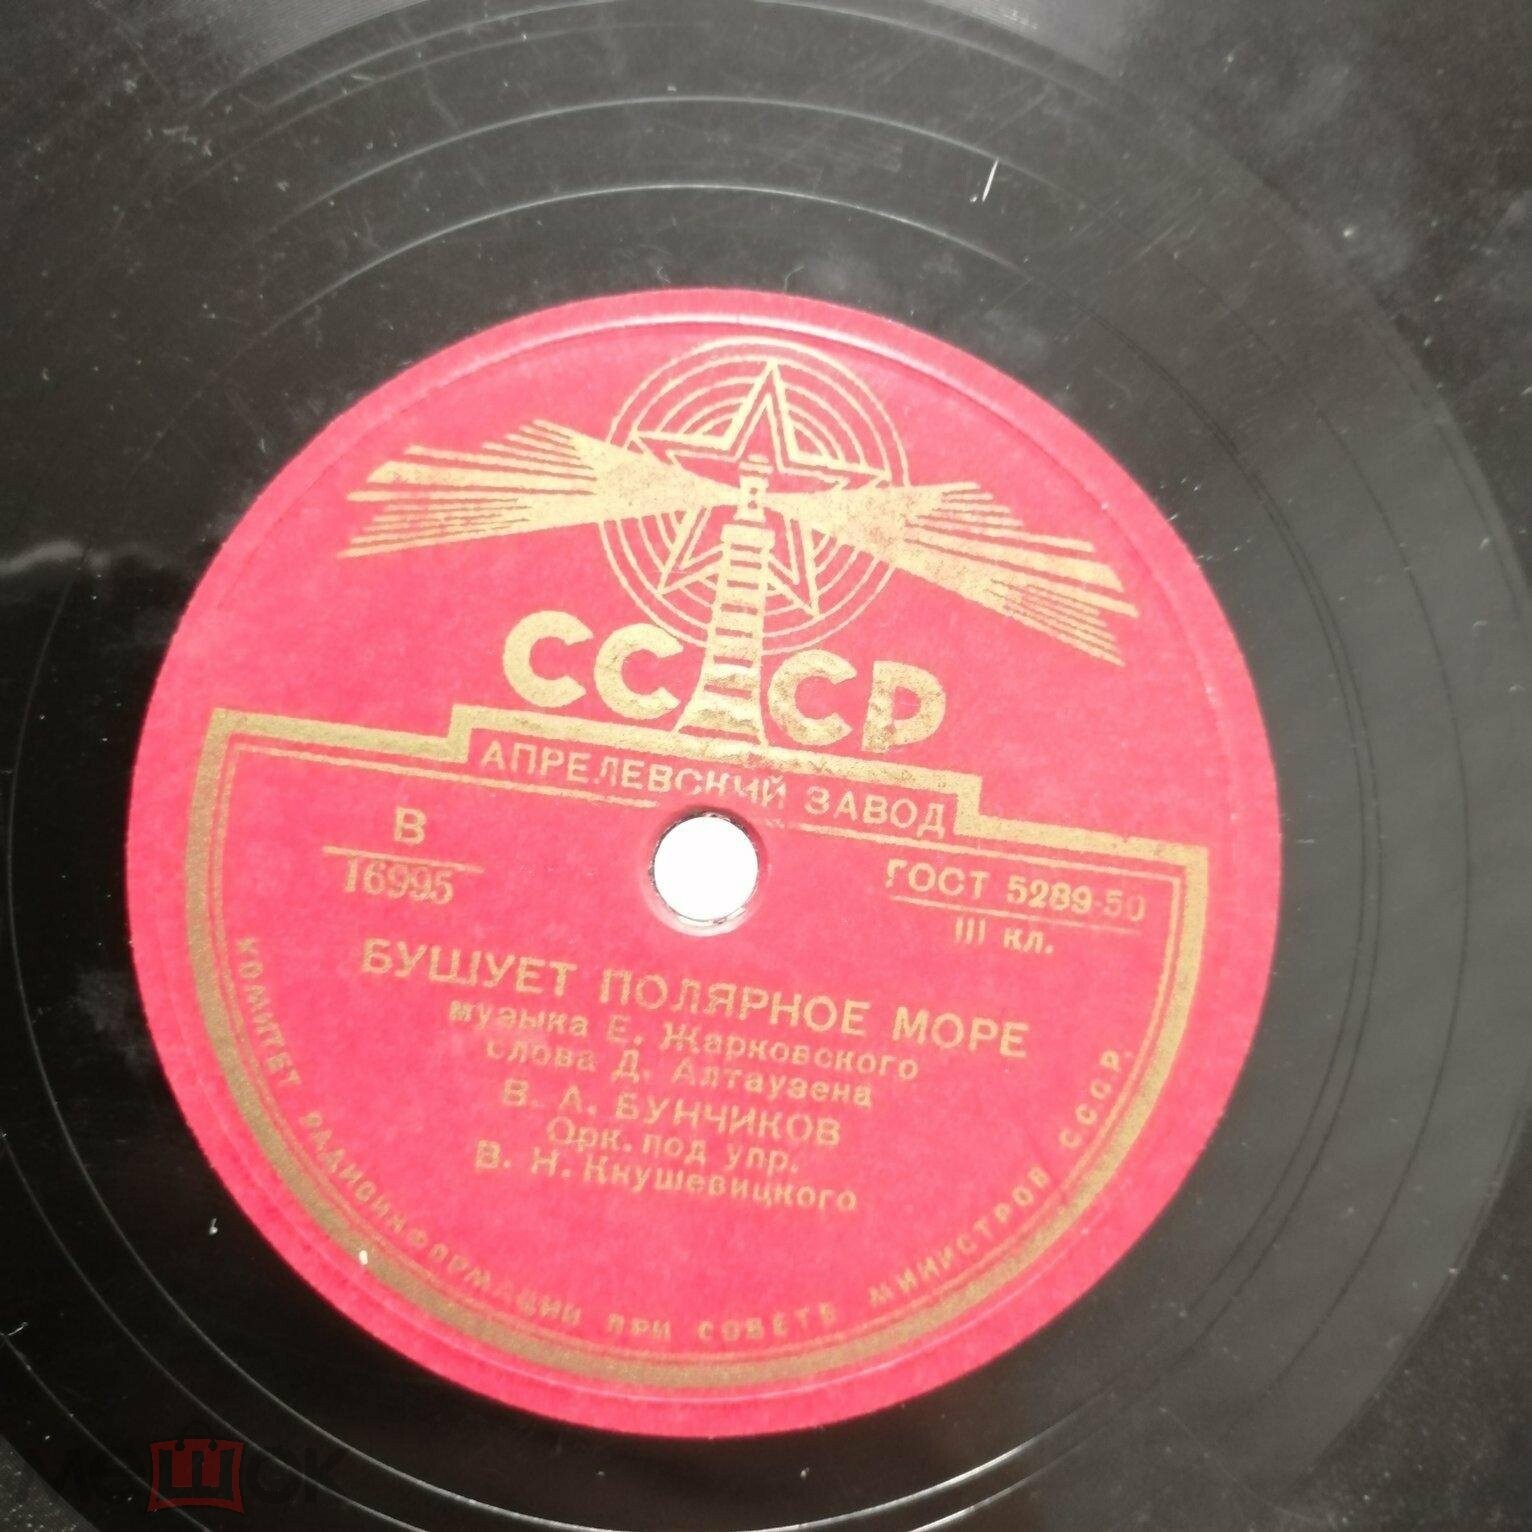 СССР
АПРЕЛЕВСКИЙ ЗАВОД
В
16995
ГОСТ 5289-50
III кл.
БУШУЕТ ПОЛЯРНОЕ МОРЕ
музыка Е. Жарковского
слова Д. Алтаузена
В. А. БУНЧИКОВ
Орк. под упр.
В. Н. Кнушевицкого
КОМИТЕТ РАДИОИНФОРМАЦИИ ПРИ СОВЕТЕ МИНИСТРОВ С.С.С.Р.
мешок